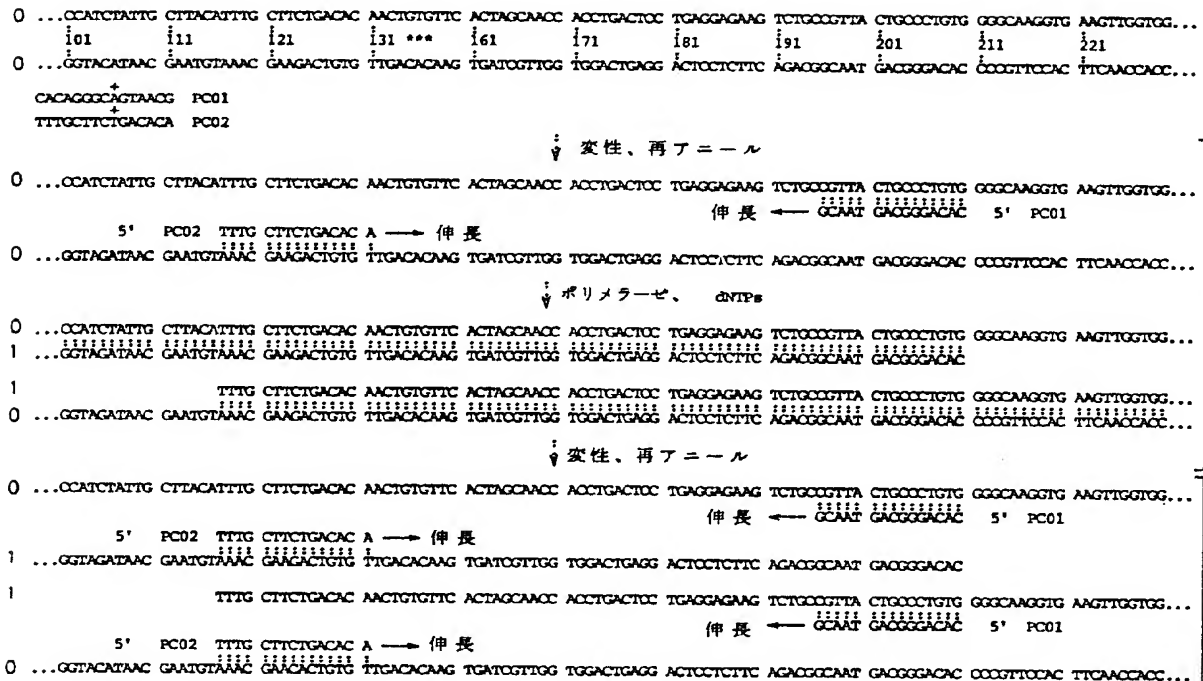 0 ...CCATCTATTG CTTACATTTG CTTCTGACAC AACTGTGTTC ACTAGCAACC ACCTGACTCC TGAGGAGAAG TCTGCCGTTA CTGCCCTGTG GGGCAAGGTG AAGTTGGTGG...
101 111 121 131 *** 161 171 181 191 201 211 221
0 ...GGTACATAAC GAATGTAAAC GAAGACTGTG TTGACACAAG TGATCGTTGG TGGACTGAGG ACTCCTCTTC AGACGGCAAT GACGGGACAC CCCGTTCCAC TTCAACCACC...
+
CACAGGGCAGTAACG PC01
+
TTTGCTTCTGACACA PC02
変性、再アニール
0 ...CCATCTATTG CTTACATTTG CTTCTGACAC AACTGTGTTC ACTAGCAACC ACCTGACTCC TGAGGAGAAG TCTGCCGTTA CTGCCCTGTG GGGCAAGGTG AAGTTGGTGG...
伸長 ← GCAAT GACGGGACAC 5' PC01
5' PC02 TTTG CTTCTGACAC A → 伸長
0 ...GGTAGATAAC GAATGTAAAC GAAGACTGTG TTGACACAAG TGATCGTTGG TGGACTGAGG ACTCCTCTTC AGACGGCAAT GACGGGACAC CCCGTTCCAC TTCAACCACC...
ポリメラーゼ、 dNTPs
0 ...CCATCTATTG CTTACATTTG CTTCTGACAC AACTGTGTTC ACTAGCAACC ACCTGACTCC TGAGGAGAAG TCTGCCGTTA CTGCCCTGTG GGGCAAGGTG AAGTTGGTGG...
1 ...GGTAGATAAC GAATGTAAAC GAAGACTGTG TTGACACAAG TGATCGTTGG TGGACTGAGG ACTCCTCTTC AGACGGCAAT GACGGGACAC
1 TTTG CTTCTGACAC AACTGTGTTC ACTAGCAACC ACCTGACTCC TGAGGAGAAG TCTGCCGTTA CTGCCCTGTG GGGCAAGGTG AAGTTGGTGG...
0 ...GGTAGATAAC GAATGTAAAC GAAGACTGTG TTGACACAAG TGATCGTTGG TGGACTGAGG ACTCCTCTTC AGACGGCAAT GACGGGACAC CCCGTTCCAC TTCAACCACC...
変性、再アニール
0 ...CCATCTATTG CTTACATTTG CTTCTGACAC AACTGTGTTC ACTAGCAACC ACCTGACTCC TGAGGAGAAG TCTGCCGTTA CTGCCCTGTG GGGCAAGGTG AAGTTGGTGG...
伸長 ← GCAAT GACGGGACAC 5' PC01
5' PC02 TTTG CTTCTGACAC A → 伸長
1 ...GGTAGATAAC GAATGTAAAC GAAGACTGTG TTGACACAAG TGATCGTTGG TGGACTGAGG ACTCCTCTTC AGACGGCAAT GACGGGACAC
1 TTTG CTTCTGACAC AACTGTGTTC ACTAGCAACC ACCTGACTCC TGAGGAGAAG TCTGCCGTTA CTGCCCTGTG GGGCAAGGTG AAGTTGGTGG...
伸長 ← GCAAT GACGGGACAC 5' PC01
5' PC02 TTTG CTTCTGACAC A → 伸長
0 ...GGTACATAAC GAATGTAAAC GAACACTGTG TTGACACAAG TGATCGTTGG TGGACTGAGG ACTCCTCTTC AGACGGCAAT GACGGGACAC CCCGTTCCAC TTCAACCACC...